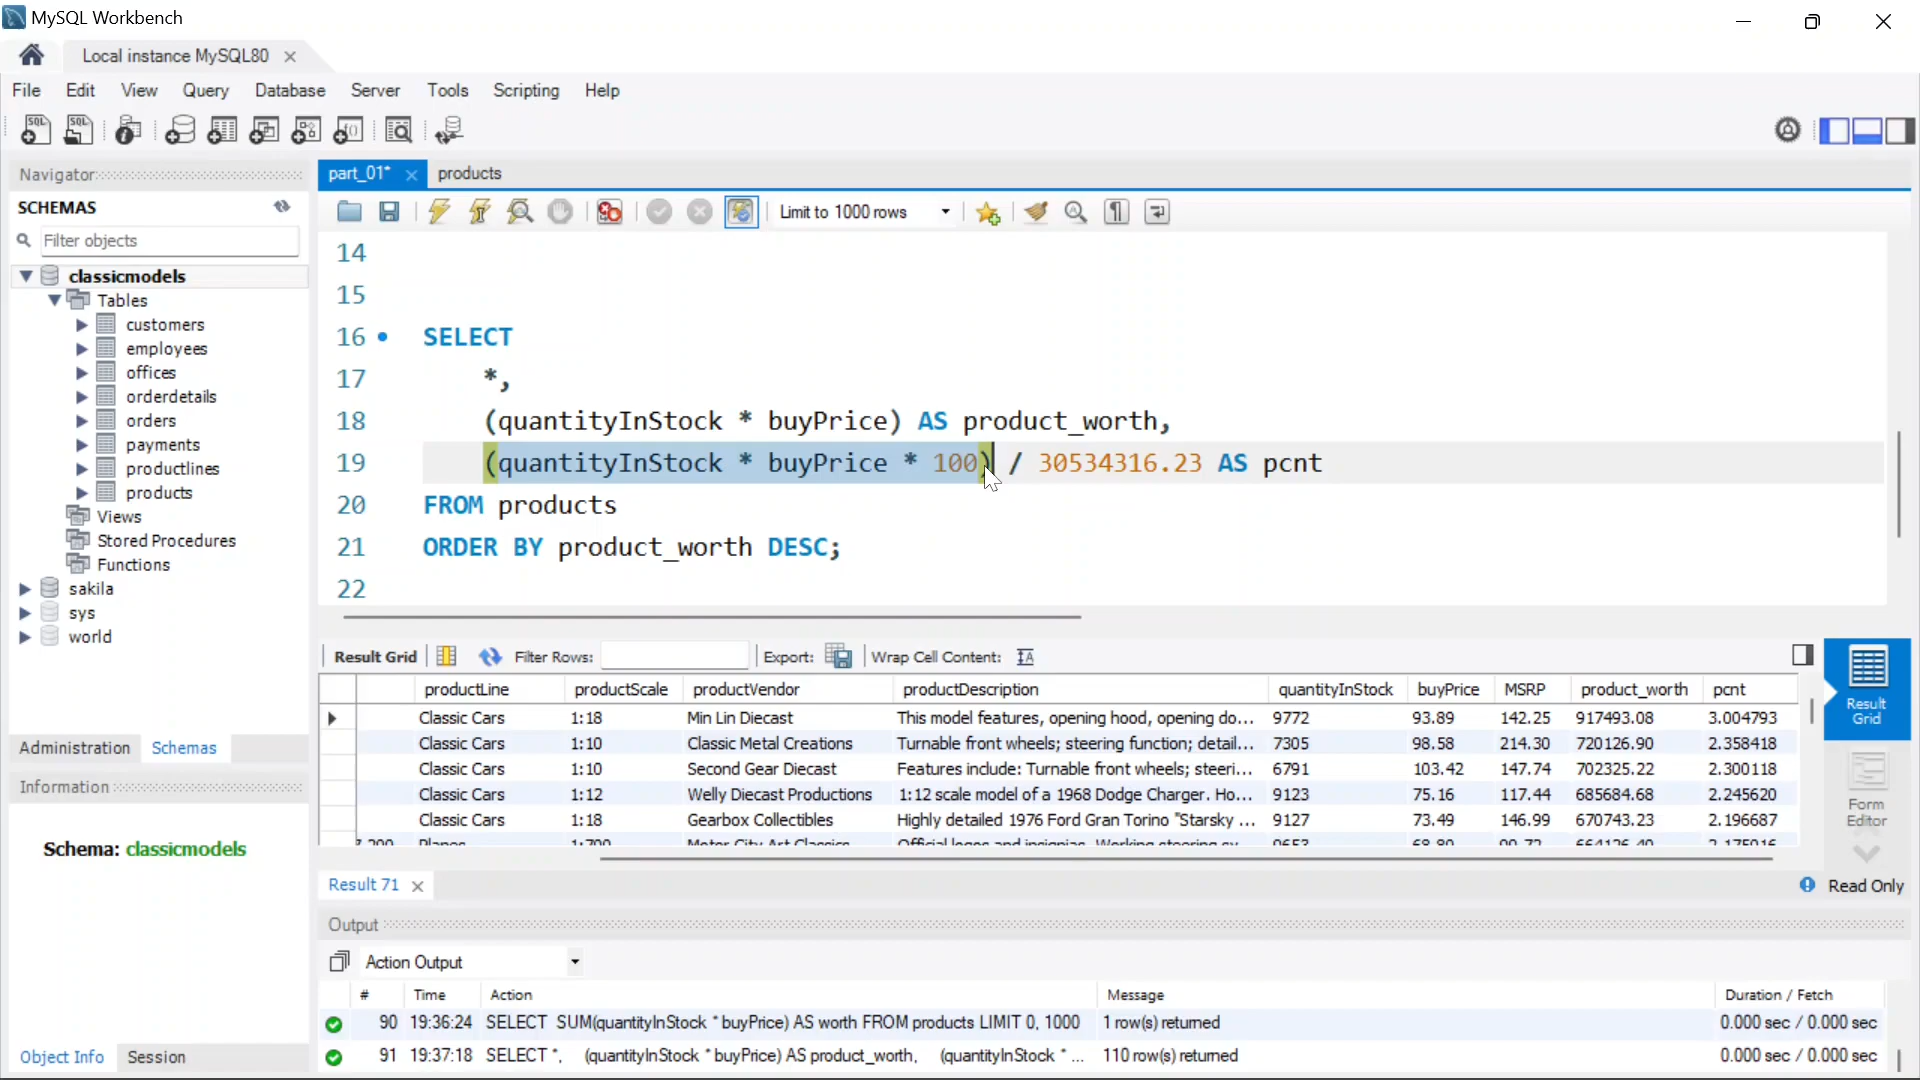 MySQL Workbench
Local instance MySQL80
File Edit View Query Database Server Tools Scripting Help
Navigator
SCHEMAS
Filter objects
classicmodels
Tables
customers
employees
offices
orderdetails
orders
payments
productlines
products
Views
Stored Procedures
Functions
sakila
sys
world
Administration Schemas
Information
Schema: classicmodels
Object Info Session
part_01* products
Limit to 1000 rows
14
15
16 SELECT
17 *,
18 (quantityInStock * buyPrice) AS product_worth,
19 (quantityInStock * buyPrice * 100) / 30534316.23 AS pcnt
20 FROM products
21 ORDER BY product_worth DESC;
22
Result Grid Filter Rows: Export: Wrap Cell Content:
productLine productScale productVendor productDescription quantityInStock buyPrice MSRP product_worth pcnt
Classic Cars 1:18 Min Lin Diecast This model features, opening hood, opening do... 9772 93.89 142.25 917493.08 3.004793
Classic Cars 1:10 Classic Metal Creations Turnable front wheels; steering function; detail... 7305 98.58 214.30 720126.90 2.358418
Classic Cars 1:10 Second Gear Diecast Features include: Turnable front wheels; steeri... 6791 103.42 147.74 702325.22 2.300118
Classic Cars 1:12 Welly Diecast Productions 1:12 scale model of a 1968 Dodge Charger. Ho... 9123 75.16 117.44 685684.68 2.245620
Classic Cars 1:18 Gearbox Collectibles Highly detailed 1976 Ford Gran Torino "Starsky ... 9127 73.49 146.99 670743.23 2.196687
Result Grid
Form Editor
Result 71
Read Only
Output
Action Output
# Time Action Message Duration / Fetch
90 19:36:24 SELECT SUM(quantityInStock * buyPrice) AS worth FROM products LIMIT 0, 1000 1 row(s) returned 0.000 sec / 0.000 sec
91 19:37:18 SELECT *, (quantityInStock * buyPrice) AS product_worth, (quantityInStock * ... 110 row(s) returned 0.000 sec / 0.000 sec